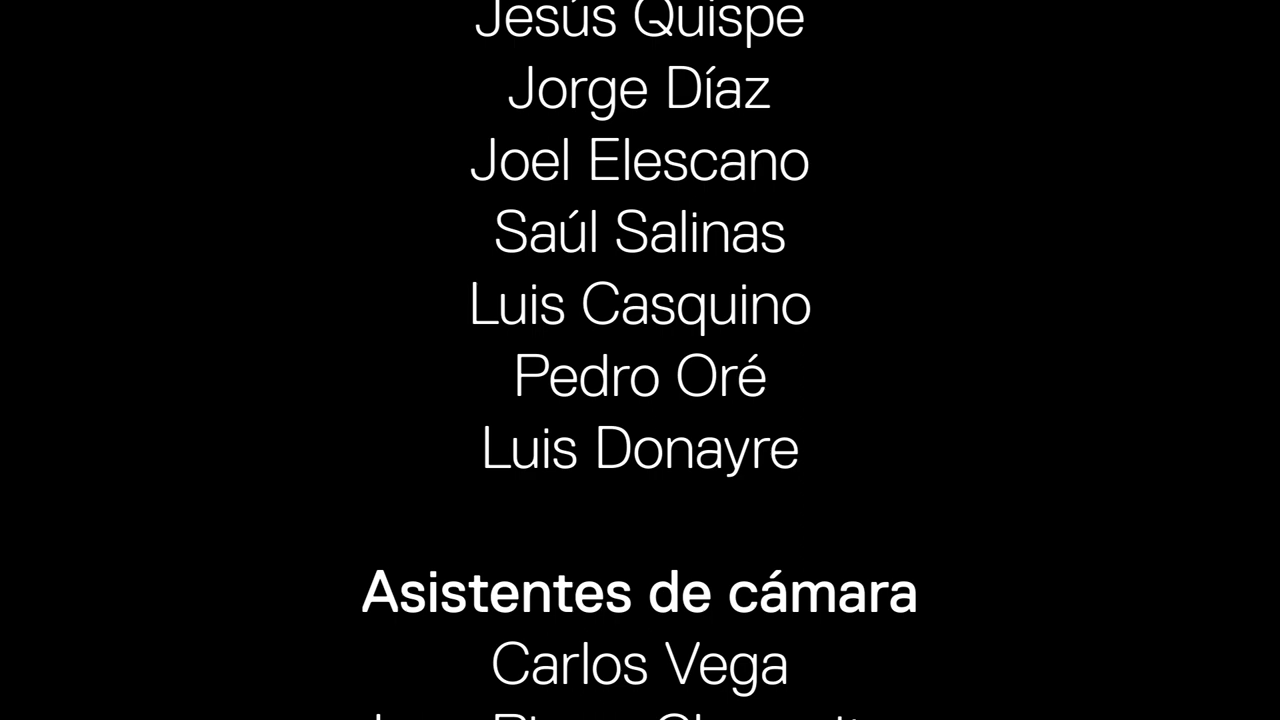 Jesús Quispe
Jorge Díaz
Joel Elescano
Saúl Salinas
Luis Casquino
Pedro Oré
Luis Donayre
Asistentes de cámara
Carlos Vega